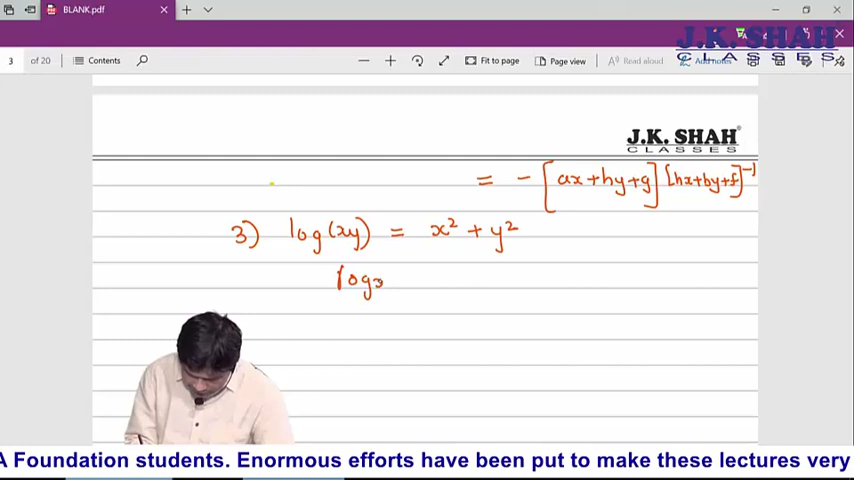 BLANK.pdf
J.K. SHAH
CLASSES
3 of 20 Contents Fit to page Page view Read aloud Add notes
J.K. SHAH
CLASSES
= - [ax+hy+g] [hx+by+f]⁻¹
3) log(xy) = x² + y²
logx
A Foundation students. Enormous efforts have been put to make these lectures very